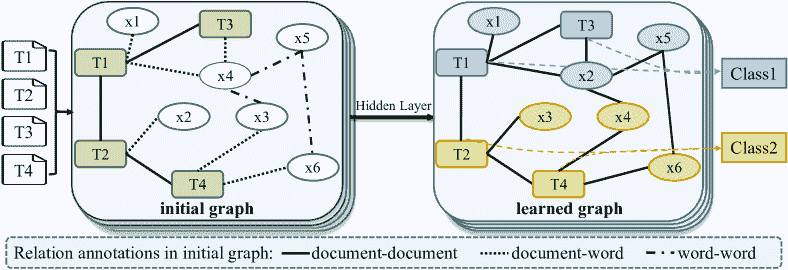 T1
T2
T3
T4
x1
T3
x5
T1
x4
x2
x3
T2
T4
x6
initial graph
Hidden Layer
x1
T3
x5
T1
x2
x3
x4
T2
T4
x6
learned graph
Class1
Class2
Relation annotations in initial graph: document-document document-word word-word